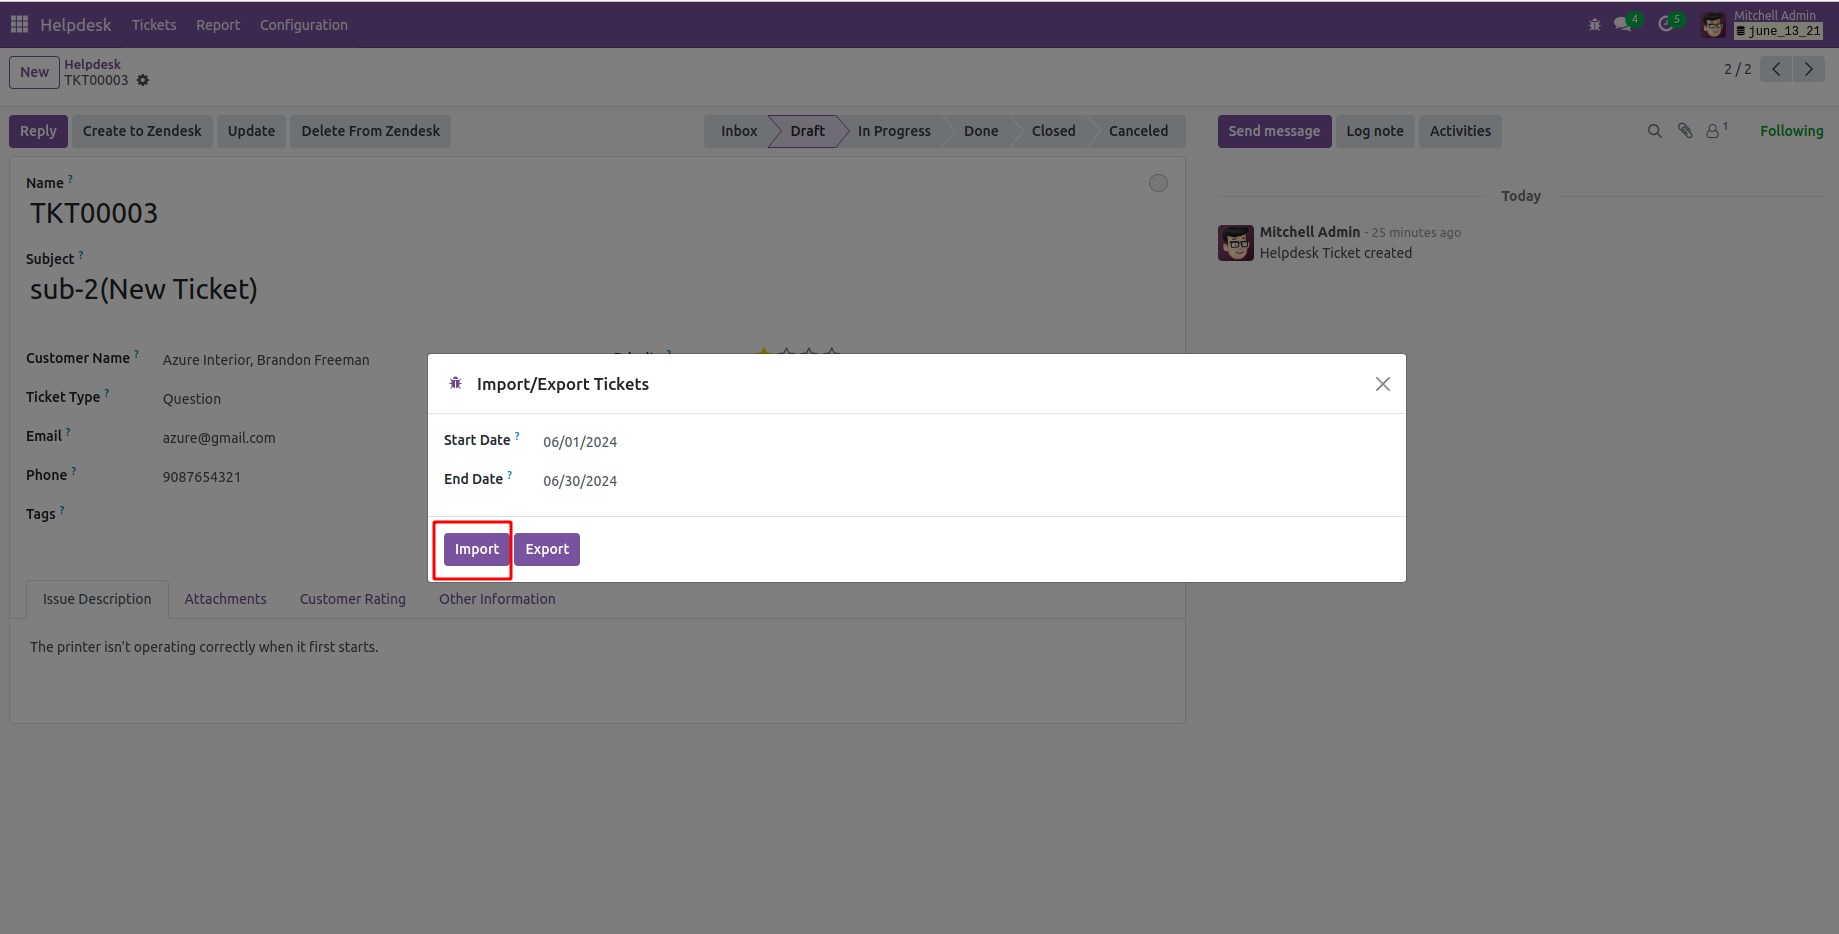 Helpdesk Tickets Report Configuration 4 5 Mitchell Admin
june_13_21
New Helpdesk
TKT00003 2 / 2
Reply Create to Zendesk Update Delete From Zendesk Inbox Draft In Progress Done Closed Canceled Send message Log note Activities 1 Following
Name ?
TKT00003
Today
Mitchell Admin - 25 minutes ago
Helpdesk Ticket created
Subject ?
sub-2(New Ticket)
Customer Name ? Azure Interior, Brandon Freeman
Ticket Type ? Question
Email ? azure@gmail.com
Phone ? 9087654321
Tags ?
Import/Export Tickets
Start Date ? 06/01/2024
End Date ? 06/30/2024
Import Export
Issue Description Attachments Customer Rating Other Information
The printer isn't operating correctly when it first starts.